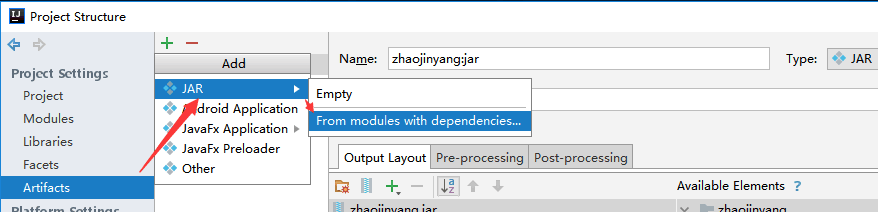 IJ Project Structure
Project Settings
Project
Modules
Libraries
Facets
Artifacts
Platform Settings
Add
JAR
Android Application
JavaFx Application
JavaFx Preloader
Other
Empty
From modules with dependencies...
Name: zhaojinyang:jar
Type: JAR
Output Layout Pre-processing Post-processing
Available Elements ?
zhaojinyang.jar
zhaojinyang